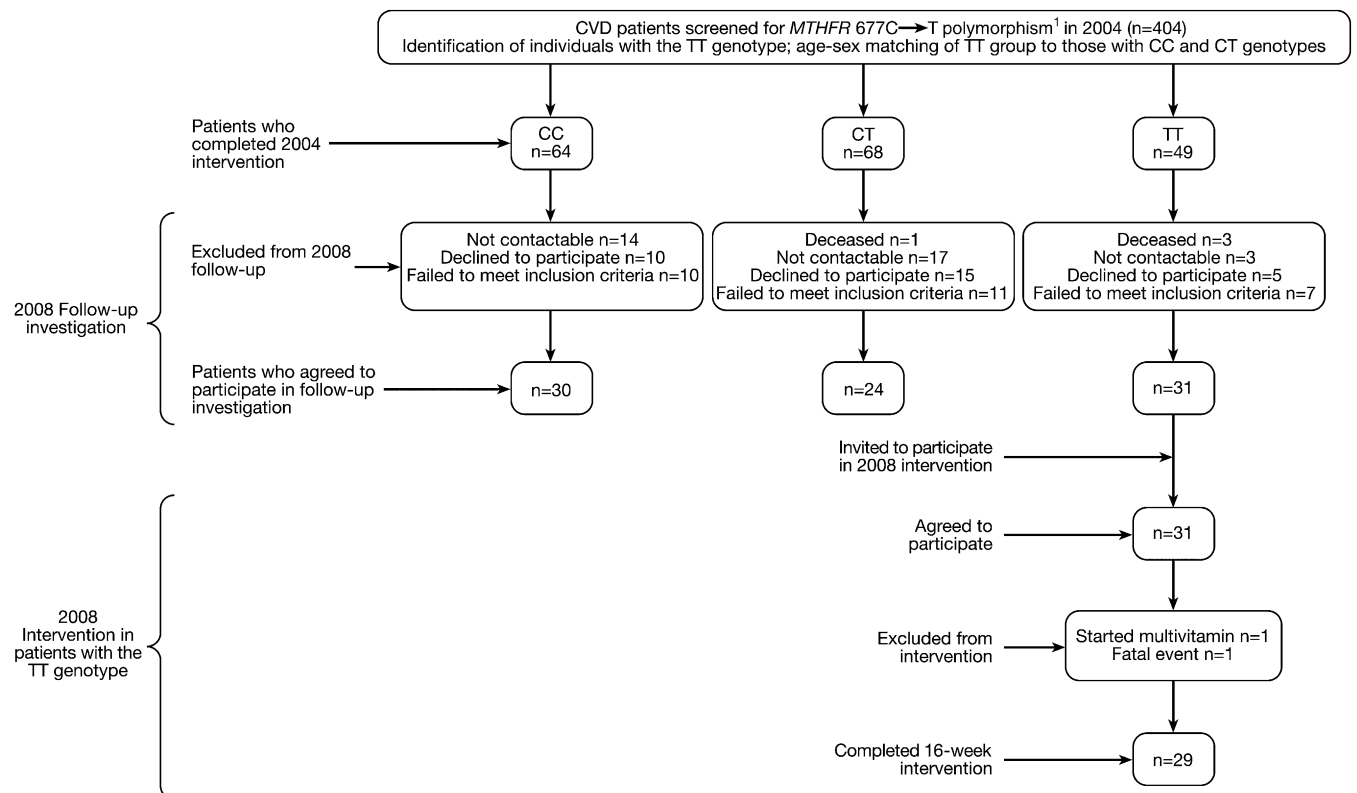 CVD patients screened for MTHFR 677C→T polymorphism¹ in 2004 (n=404)
Identification of individuals with the TT genotype; age-sex matching of TT group to those with CC and CT genotypes
Patients who
completed 2004
intervention
CC
n=64
CT
n=68
TT
n=49
2008 Follow-up
investigation
Excluded from 2008
follow-up
Not contactable n=14
Declined to participate n=10
Failed to meet inclusion criteria n=10
Deceased n=1
Not contactable n=17
Declined to participate n=15
Failed to meet inclusion criteria n=11
Deceased n=3
Not contactable n=3
Declined to participate n=5
Failed to meet inclusion criteria n=7
Patients who agreed to
participate in follow-up
investigation
n=30
n=24
n=31
Invited to participate
in 2008 intervention
Agreed to
participate
n=31
2008
Intervention in
patients with the
TT genotype
Excluded from
intervention
Started multivitamin n=1
Fatal event n=1
Completed 16-week
intervention
n=29